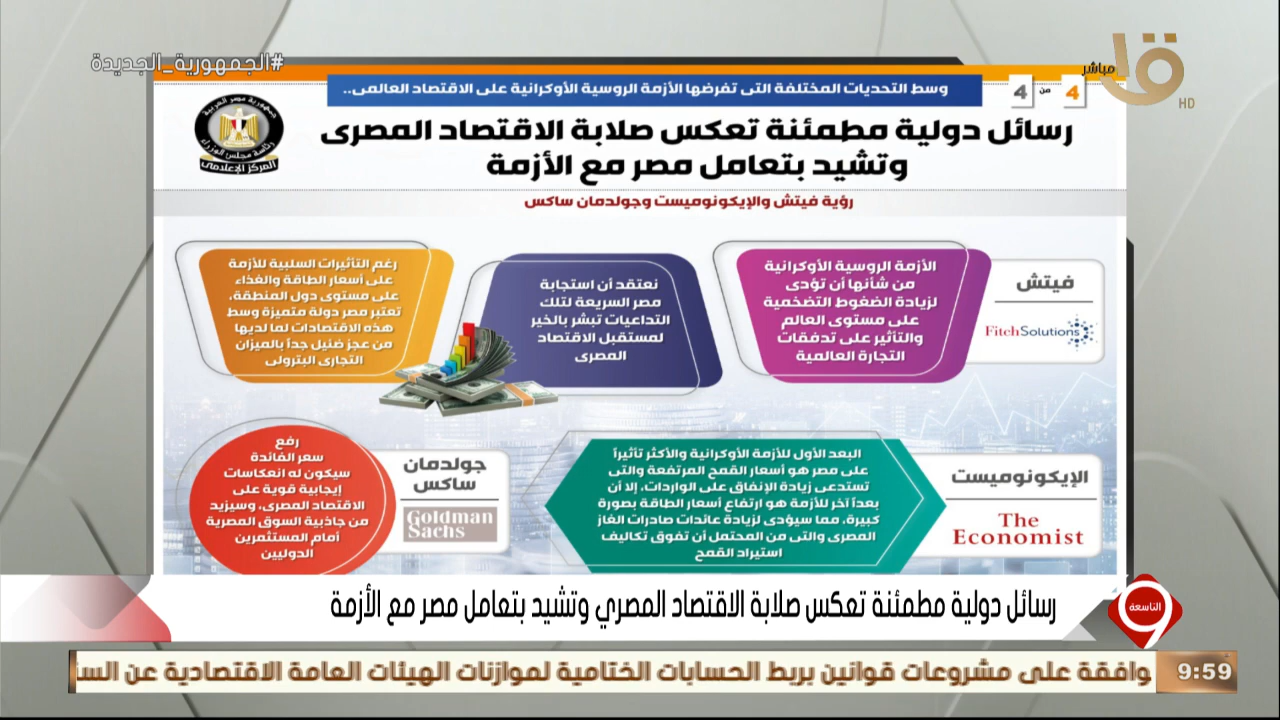 #الجمهورية_الجديدة
مباشر
HD
4 من 4
وسط التحديات المختلفة التى تفرضها الأزمة الروسية الأوكرانية على الاقتصاد العالمى..
جمهورية مصر العربية
رئاسة مجلس الوزراء
المركز الإعلامى
رسائل دولية مطمئنة تعكس صلابة الاقتصاد المصرى
وتشيد بتعامل مصر مع الأزمة
رؤية فيتش والإيكونوميست وجولدمان ساكس
فيتش
FitchSolutions
الأزمة الروسية الأوكرانية
من شأنها أن تؤدى
لزيادة الضغوط التضخمية
على مستوى العالم
والتأثير على تدفقات
التجارة العالمية
نعتقد أن استجابة
مصر السريعة لتلك
التداعيات تبشر بالخير
لمستقبل الاقتصاد
المصرى
رغم التأثيرات السلبية للأزمة
على أسعار الطاقة والغذاء
على مستوى دول المنطقة،
تعتبر مصر دولة متميزة وسط
هذه الاقتصادات لما لديها
من عجز ضئيل جداً بالميزان
التجارى البترولى
الإيكونوميست
The
Economist
البعد الأول للأزمة الأوكرانية والأكثر تأثيراً
على مصر هو أسعار القمح المرتفعة والتى
تستدعى زيادة الإنفاق على الواردات، إلا أن
بعداً آخر للأزمة هو ارتفاع أسعار الطاقة بصورة
كبيرة، مما سيؤدى لزيادة عائدات صادرات الغاز
المصرى والتى من المحتمل أن تفوق تكاليف
استيراد القمح
جولدمان
ساكس
Goldman
Sachs
رفع
سعر الفائدة
سيكون له انعكاسات
إيجابية قوية على
الاقتصاد المصرى، وسيزيد
من جاذبية السوق المصرية
أمام المستثمرين
الدوليين
التاسعة
رسائل دولية مطمئنة تعكس صلابة الاقتصاد المصري وتشيد بتعامل مصر مع الأزمة
9:59
وافقة على مشروعات قوانين بربط الحسابات الختامية لموازنات الهيئات العامة الاقتصادية عن الس